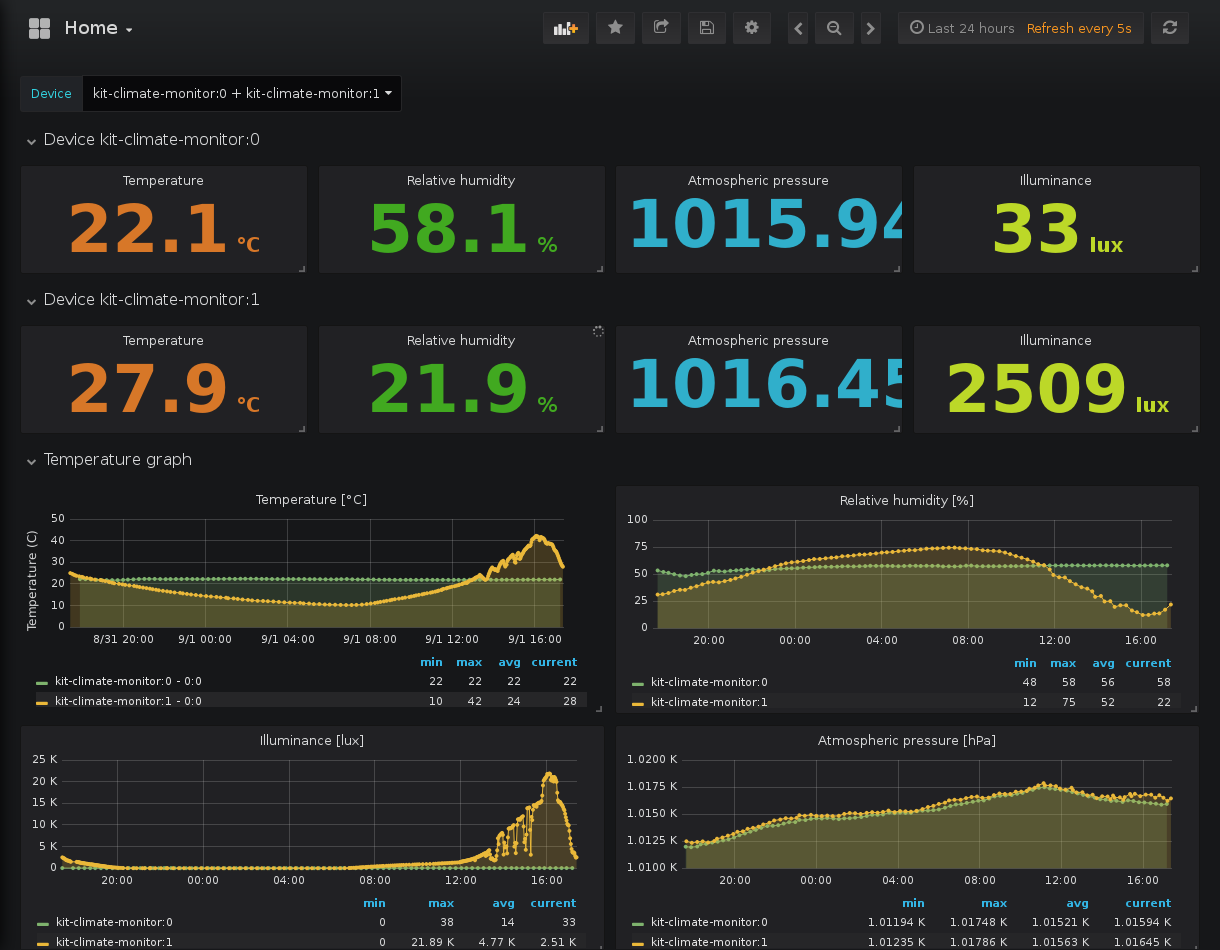 Home
Last 24 hours Refresh every 5s
Device kit-climate-monitor:0 + kit-climate-monitor:1
Device kit-climate-monitor:0
Temperature
22.1 °C
Relative humidity
58.1 %
Atmospheric pressure
1015.94
Illuminance
33 lux
Device kit-climate-monitor:1
Temperature
27.9 °C
Relative humidity
21.9 %
Atmospheric pressure
1016.45
Illuminance
2509 lux
Temperature graph
Temperature [°C]
Temperature (C)
50
40
30
20
10
0
8/31 20:00 9/1 00:00 9/1 04:00 9/1 08:00 9/1 12:00 9/1 16:00
min max avg current
kit-climate-monitor:0 - 0:0 22 22 22 22
kit-climate-monitor:1 - 0:0 10 42 24 28
Relative humidity [%]
100
75
50
25
0
20:00 00:00 04:00 08:00 12:00 16:00
min max avg current
kit-climate-monitor:0 48 58 56 58
kit-climate-monitor:1 12 75 52 22
Illuminance [lux]
25 K
20 K
15 K
10 K
5 K
0
20:00 00:00 04:00 08:00 12:00 16:00
min max avg current
kit-climate-monitor:0 0 38 14 33
kit-climate-monitor:1 0 21.89 K 4.77 K 2.51 K
Atmospheric pressure [hPa]
1.0200 K
1.0175 K
1.0150 K
1.0125 K
1.0100 K
20:00 00:00 04:00 08:00 12:00 16:00
min max avg current
kit-climate-monitor:0 1.01194 K 1.01748 K 1.01521 K 1.01594 K
kit-climate-monitor:1 1.01235 K 1.01786 K 1.01563 K 1.01645 K